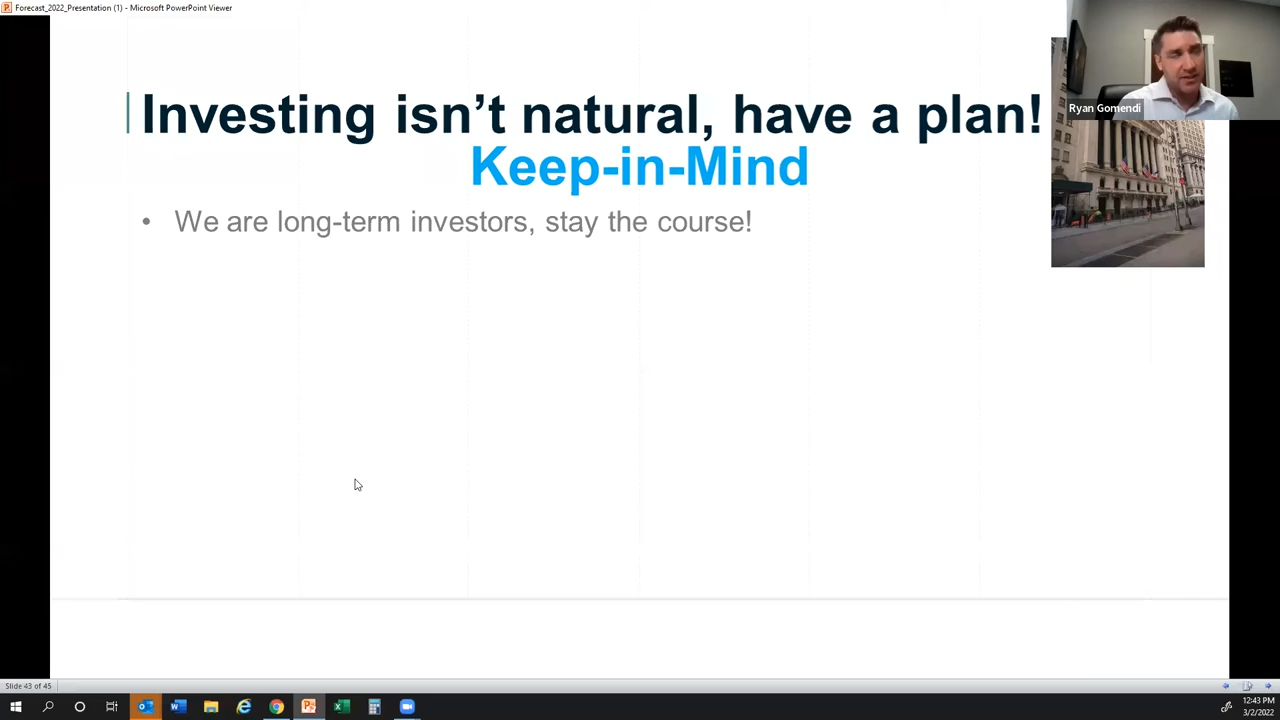 Forecast_2022_Presentation (1) - Microsoft PowerPoint Viewer
Ryan Gomendi
Investing isn’t natural, have a plan!
Keep-in-Mind
• We are long-term investors, stay the course!
Slide 43 of 45
12:43 PM
3/2/2022